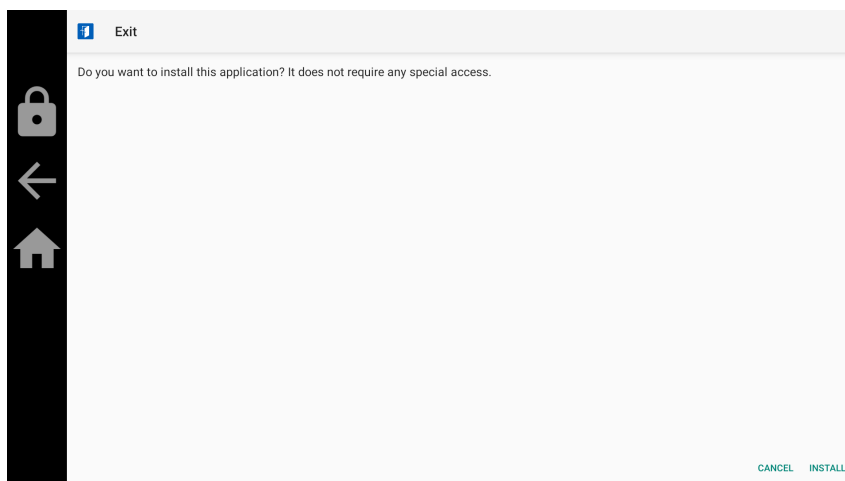 Exit
Do you want to install this application? It does not require any special access.
CANCEL INSTALL